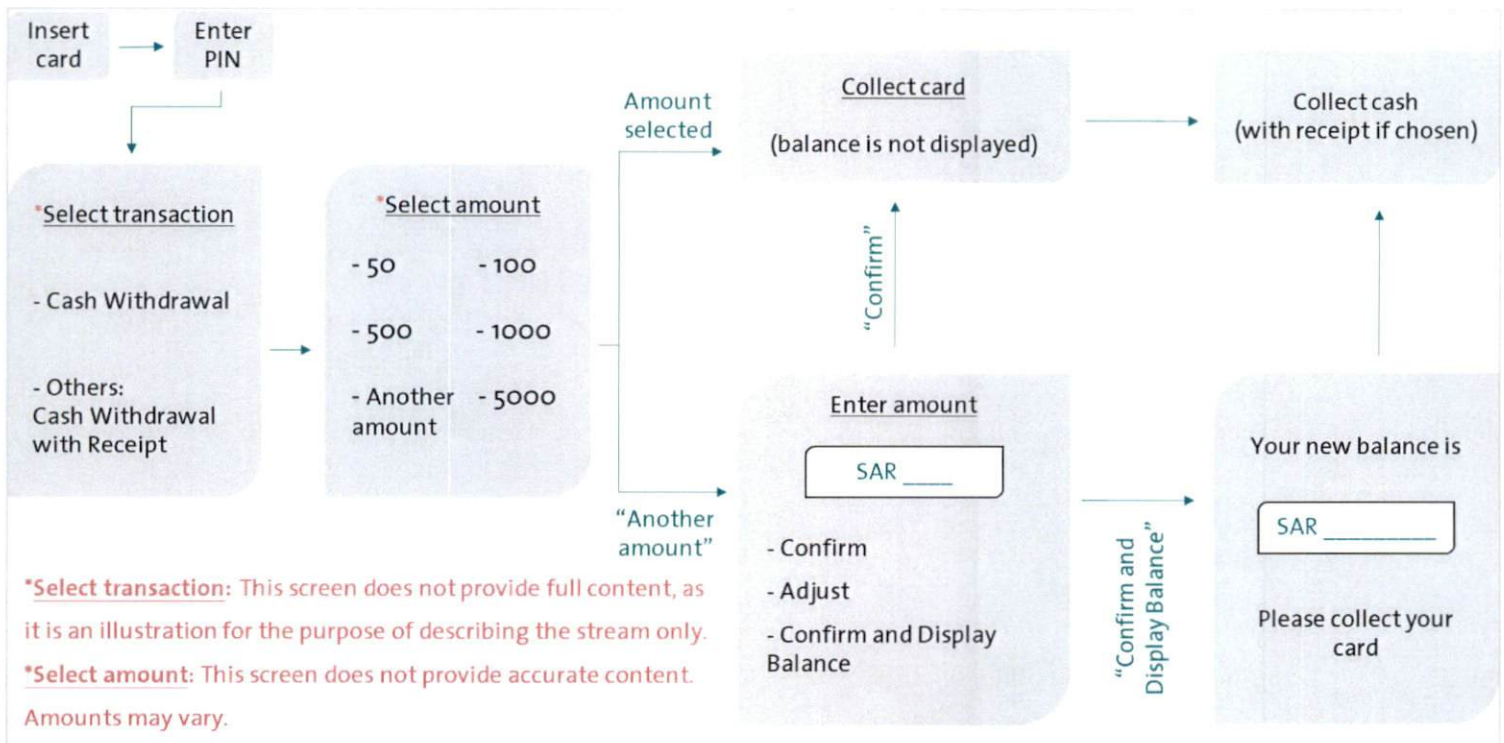 Insert
card
Enter
PIN
*Select transaction
- Cash Withdrawal
- Others:
Cash Withdrawal
with Receipt
*Select amount
- 50 - 100
- 500 - 1000
- Another - 5000
amount
Amount
selected
"Another
amount"
Collect card
(balance is not displayed)
"Confirm"
Enter amount
SAR ____
- Confirm
- Adjust
- Confirm and Display
Balance
"Confirm and
Display Balance"
Collect cash
(with receipt if chosen)
Your new balance is
SAR _________
Please collect your
card
*Select transaction: This screen does not provide full content, as
it is an illustration for the purpose of describing the stream only.
*Select amount: This screen does not provide accurate content.
Amounts may vary.